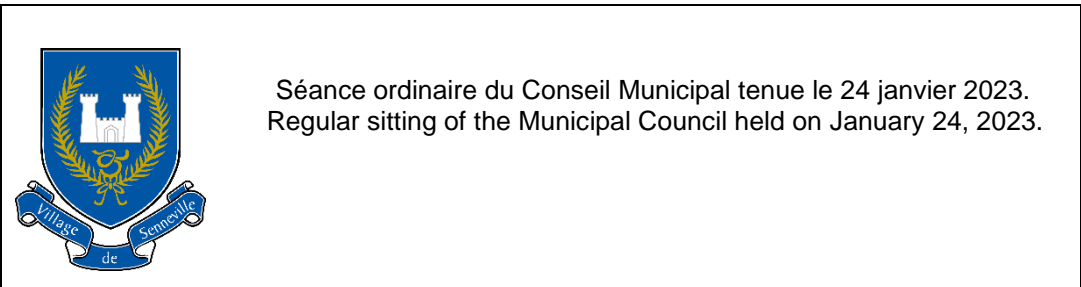 Séance ordinaire du Conseil Municipal tenue le 24 janvier 2023.
Regular sitting of the Municipal Council held on January 24, 2023.
Village
de
Senneville